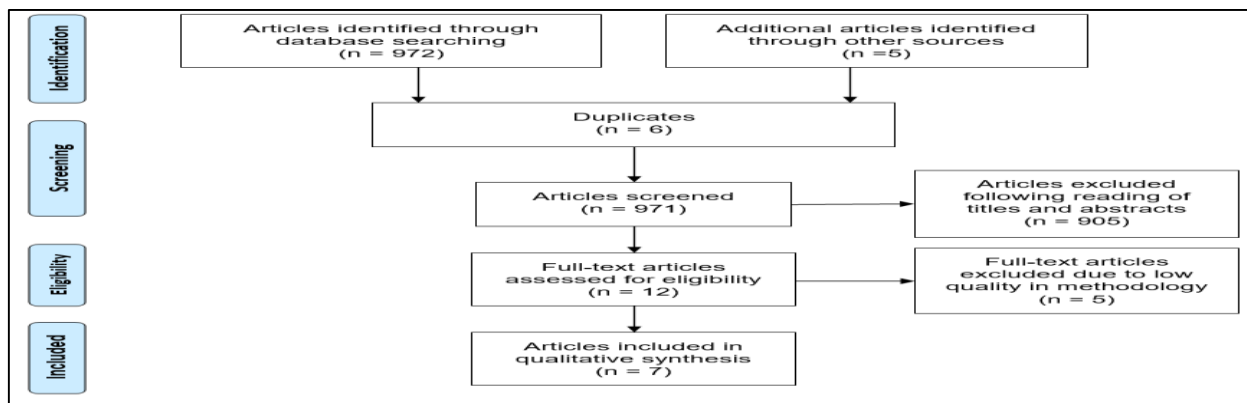 Identification
Articles identified through
database searching
(n = 972)
Additional articles identified
through other sources
(n =5)
Duplicates
(n = 6)
Screening
Articles screened
(n = 971)
Articles excluded
following reading of
titles and abstracts
(n = 905)
Eligibility
Full-text articles
assessed for eligibility
(n = 12)
Full-text articles
excluded due to low
quality in methodology
(n = 5)
Included
Articles included in
qualitative synthesis
(n = 7)